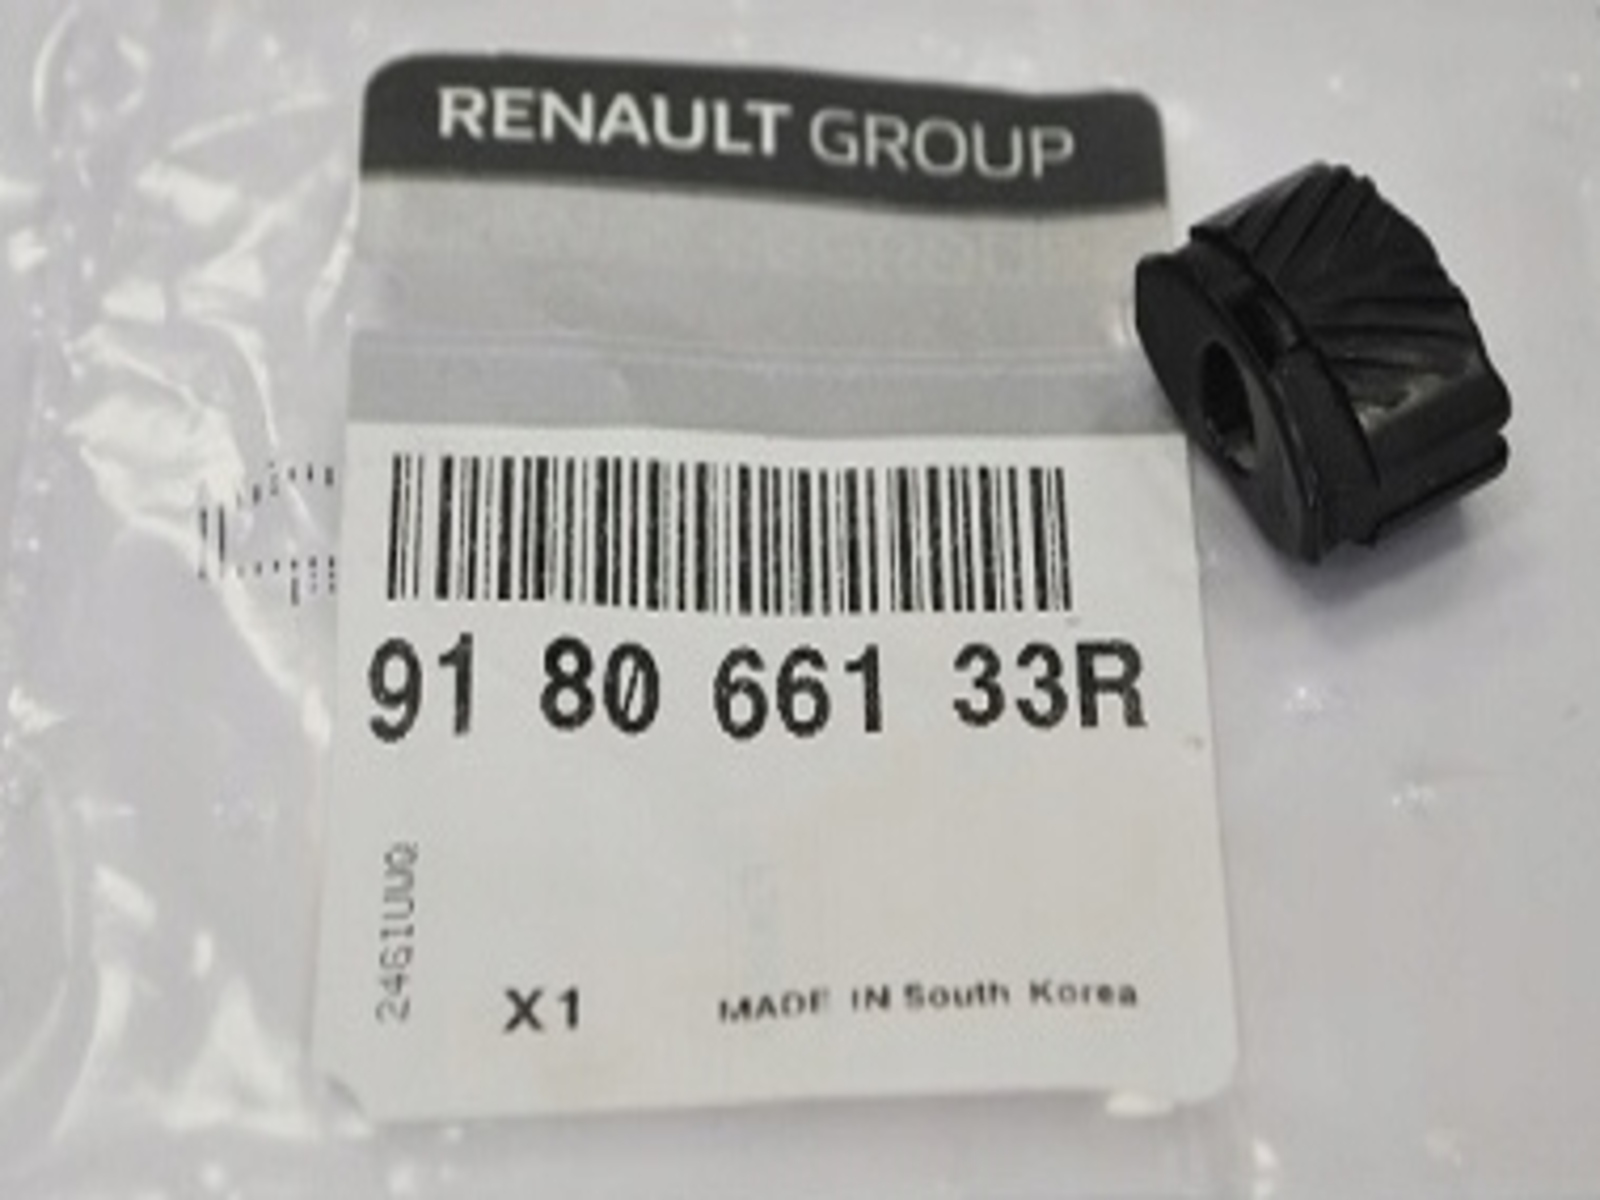 RENAULT GROUP
91 80 661 33R
2461UUQ
X1
MADE IN South Korea